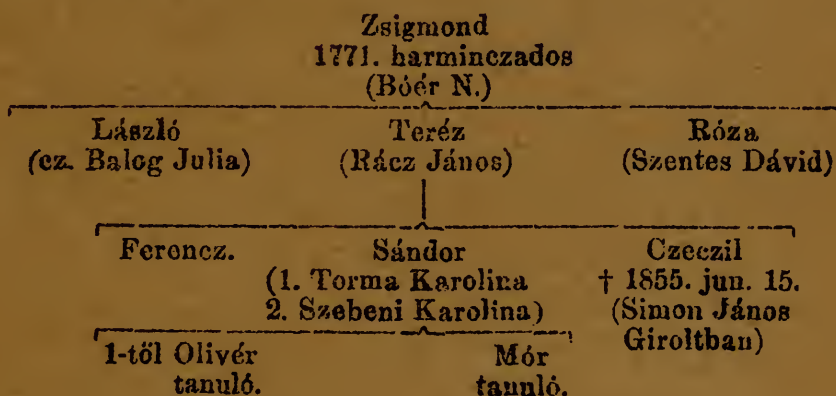 Zsigmond
1771. harminczados
(Bóér N.)
László Teréz Róza
(cz. Balog Julia) (Rácz János) (Szentes Dávid)
Ferencz. Sándor Czeczil
(1. Torma Karolina † 1855. jun. 15.
2. Szebeni Karolina) (Simon János
1-től Olivér Mór Giroltban)
tanuló. tanuló.